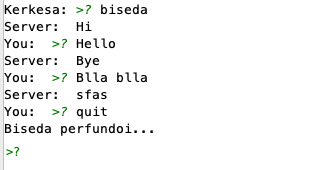 Kerkesa: >? biseda
Server:  Hi
You:  >? Hello
Server:  Bye
You:  >? Blla blla
Server:  sfas
You:  >? quit
Biseda perfundoi...
>?